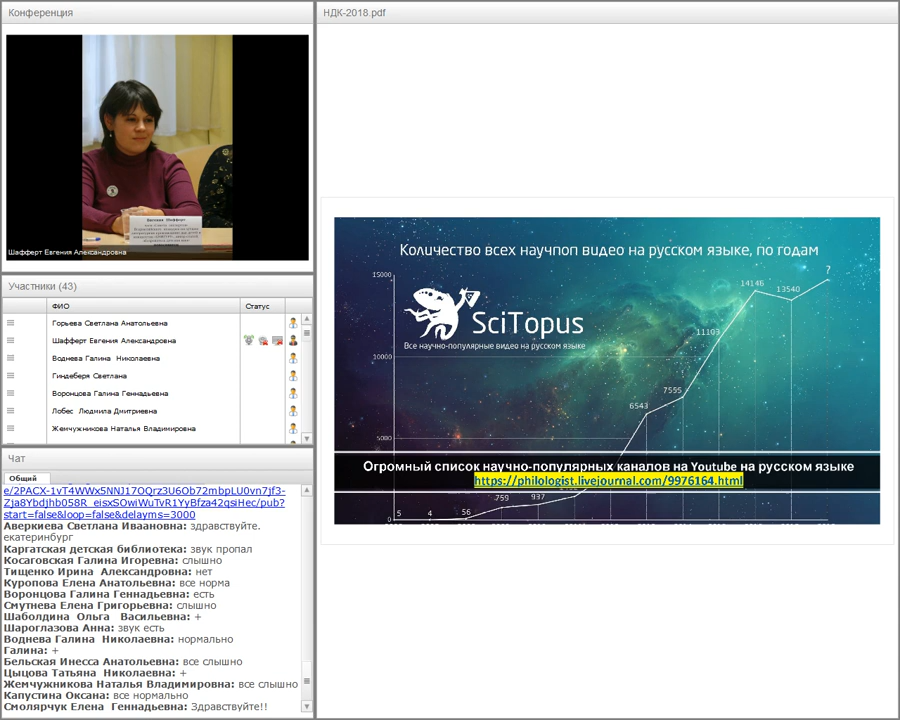 Конференция
Шафферт Евгения Александровна
Участники (43)
ФИО
Статус
Горьева Светлана Анатольевна
Шафферт Евгения Александровна
Воднева Галина Николаевна
Гиндеберя Светлана
Воронцова Галина Геннадьевна
Лобес Людмила Дмитриевна
Жемчужникова Наталья Владимировна
Чат
Общий
e/2PACX-1vT4WWx5NNJ17OQrz3U6Ob72mbpLU0vn7jf3-
Zja8Ybdjhb058R_eisxSOwiWuTvR1YyBfza42qsiHec/pub?
start=false&loop=false&delayms=3000
Аверкиева Светлана Ивановна: здравствуйте.
екатеринбург
Каргатская детская библиотека: звук пропал
Косаговская Галина Игоревна: слышно
Тищенко Ирина Александровна: нет
Куропова Елена Анатольевна: все норма
Воронцова Галина Геннадьевна: есть
Смутнева Елена Григорьевна: слышно
Шаболдина Ольга Васильевна: +
Шароглазова Анна: звук есть
Воднева Галина Николаевна: нормально
Галина: +
Бельская Инесса Анатольевна: все слышно
Цыцова Татьяна Николаевна: +
Жемчужникова Наталья Владимировна: все слышно
Капустина Оксана: все нормально
Смолярчук Елена Геннадьевна: Здравствуйте!!
НДК-2018.pdf
Количество всех научпоп видео на русском языке, по годам
15000
14146
13540
?
SciTopus
Все научно-популярные видео на русском языке
11103
10000
7555
6543
5000
Огромный список научно-популярных каналов на Youtube на русском языке
https://philologist.livejournal.com/9976164.html
759
937
0
5
4
56